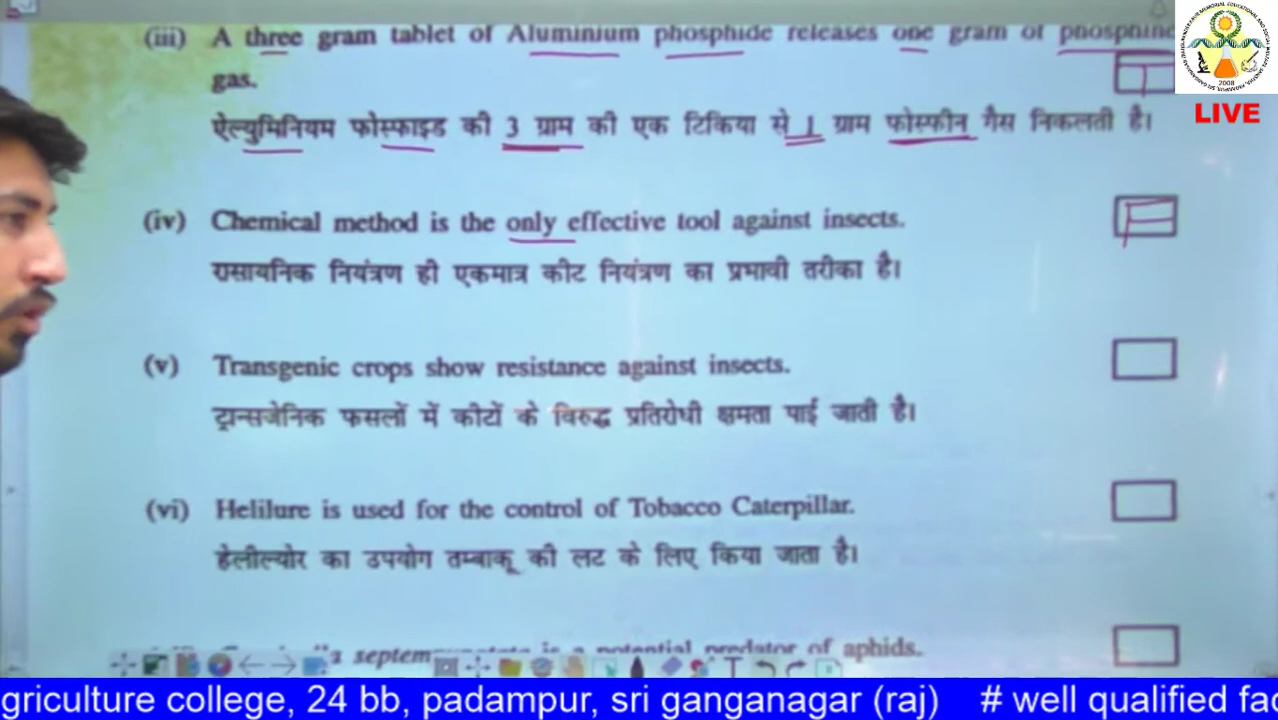 (iii) A three gram tablet of Aluminium phosphide releases one gram of phosphine
gas.
T
ऐल्युमिनियम फोस्फाइड की 3 ग्राम की एक टिकिया से 1 ग्राम फोस्फीन गैस निकलती है।
LIVE
(iv) Chemical method is the only effective tool against insects.
F
रासायनिक नियंत्रण ही एकमात्र कीट नियंत्रण का प्रभावी तरीका है।
(v) Transgenic crops show resistance against insects.
ट्रान्सजेनिक फसलों में कीटों के विरुद्ध प्रतिरोधी क्षमता पाई जाती है।
(vi) Helilure is used for the control of Tobacco Caterpillar.
हेलील्योर का उपयोग तम्बाकू की लट के लिए किया जाता है।
is a potential predator of aphids.
griculture college, 24 bb, padampur, sri ganganagar (raj) # well qualified fac
2008